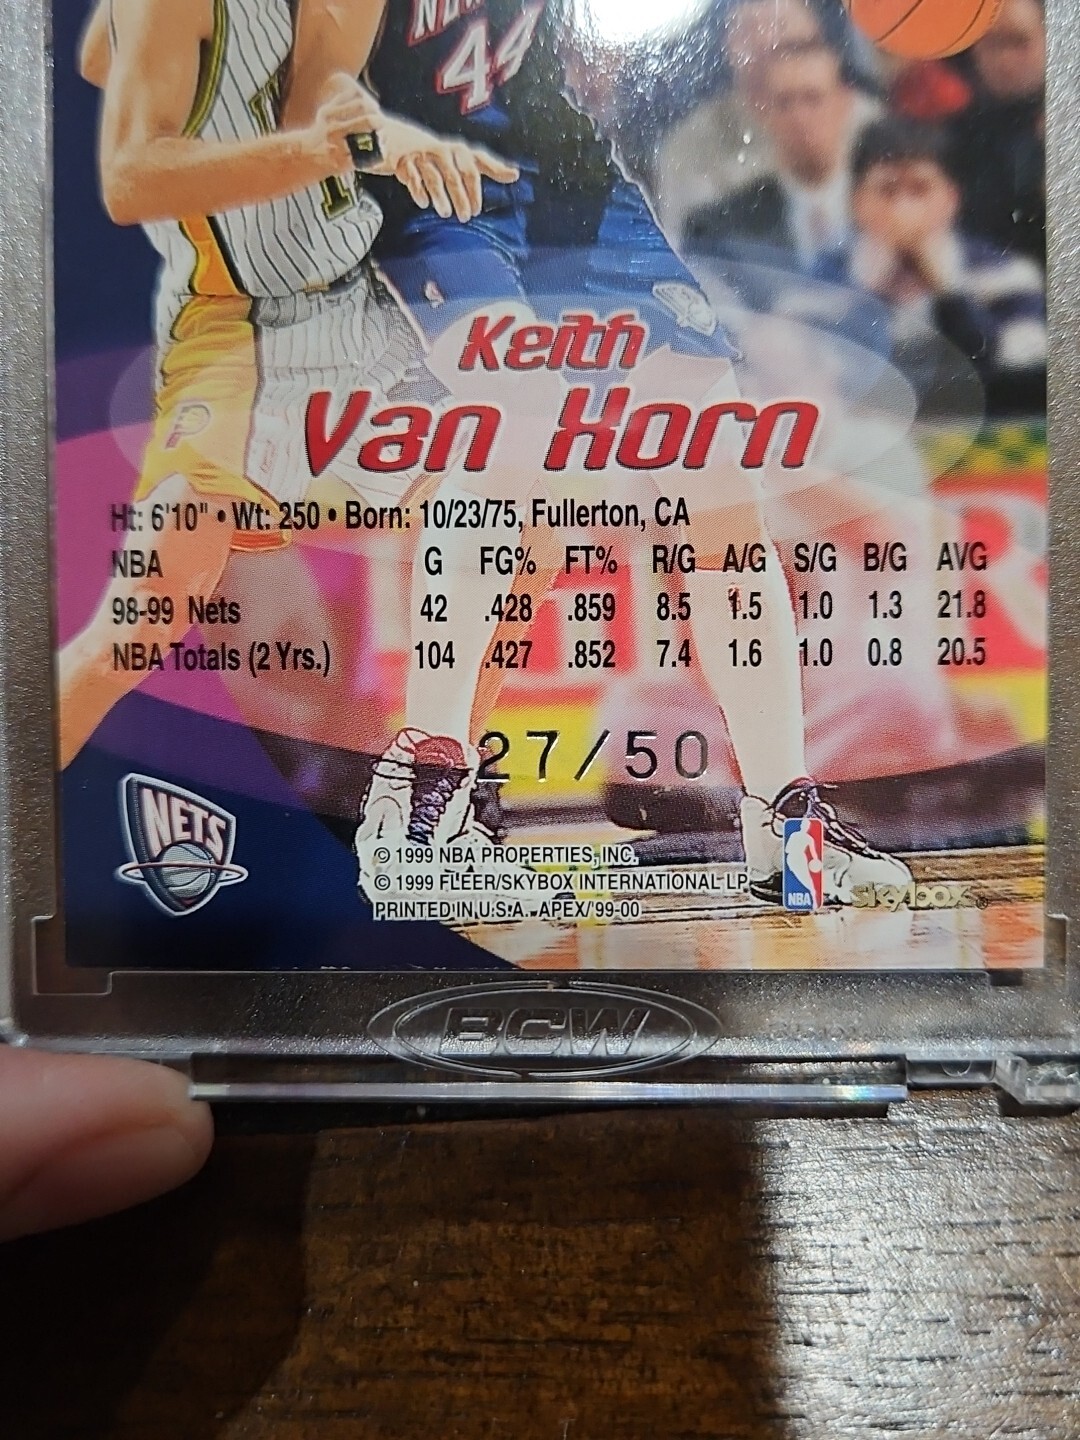 44
Keith
Van Horn
Ht: 6'10" • Wt: 250 • Born: 10/23/75, Fullerton, CA
NBA G FG% FT% R/G A/G S/G B/G AVG
98-99 Nets 42 .428 .859 8.5 1.5 1.0 1.3 21.8
NBA Totals (2 Yrs.) 104 .427 .852 7.4 1.6 1.0 0.8 20.5
27/50
NETS
© 1999 NBA PROPERTIES, INC.
© 1999 FLEER/SKYBOX INTERNATIONAL LP
PRINTED IN U.S.A. APEX/'99-00
NBA
skybox
BCW